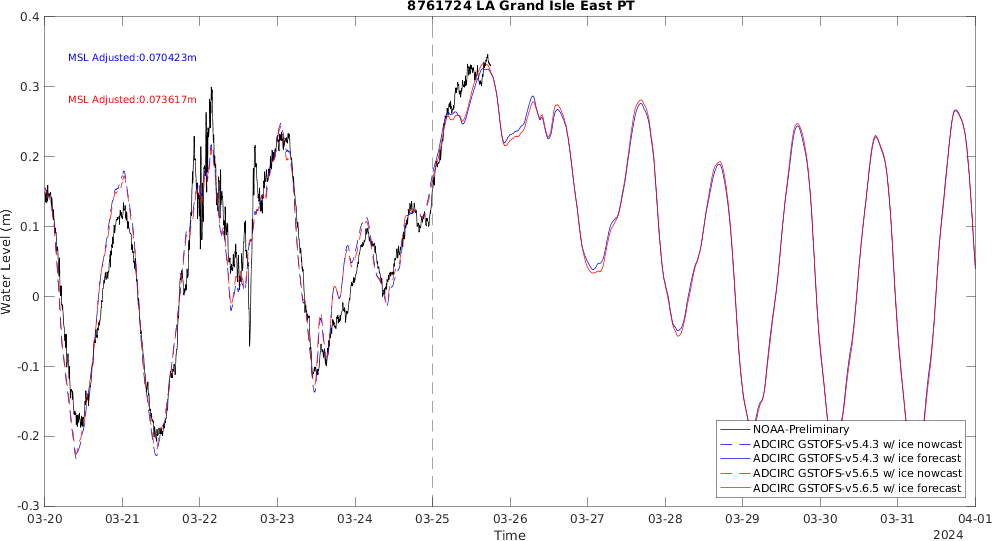 8761724 LA Grand Isle East PT
MSL Adjusted:0.070423m
MSL Adjusted:0.073617m
Water Level (m)
0.4
0.3
0.2
0.1
0
-0.1
-0.2
-0.3
NOAA-Preliminary
ADCIRC GSTOFS-v5.4.3 w/ ice nowcast
ADCIRC GSTOFS-v5.4.3 w/ ice forecast
ADCIRC GSTOFS-v5.6.5 w/ ice nowcast
ADCIRC GSTOFS-v5.6.5 w/ ice forecast
03-20 03-21 03-22 03-23 03-24 03-25 03-26 03-27 03-28 03-29 03-30 03-31 04-01
Time
2024